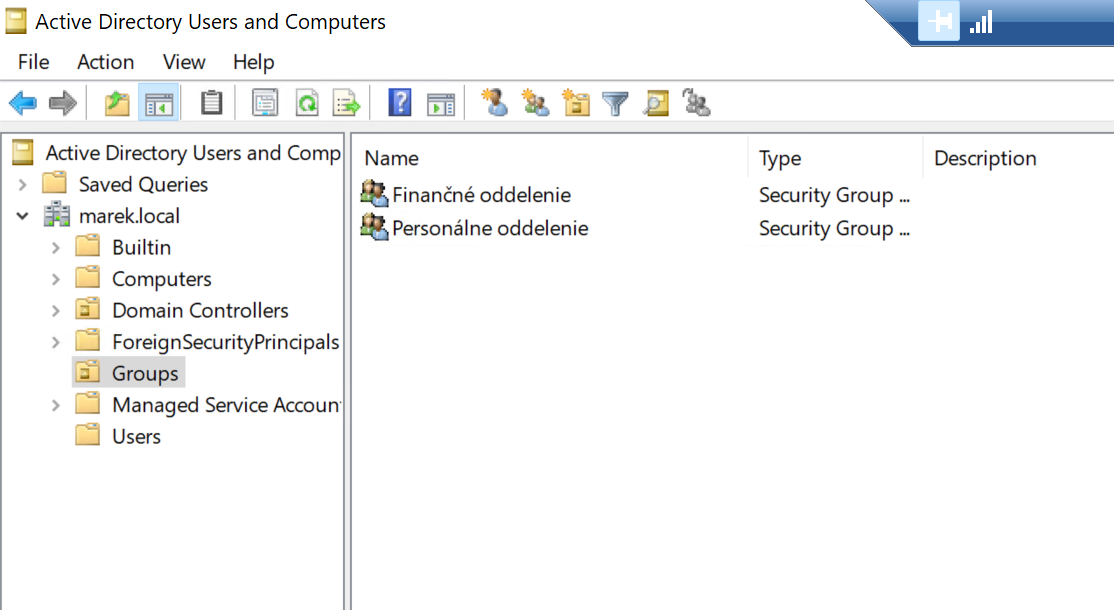 Active Directory Users and Computers
File Action View Help
Active Directory Users and Comp
Saved Queries
marek.local
Builtin
Computers
Domain Controllers
ForeignSecurityPrincipals
Groups
Managed Service Accoun
Users
Name Type Description
Finančné oddelenie Security Group ...
Personálne oddelenie Security Group ...